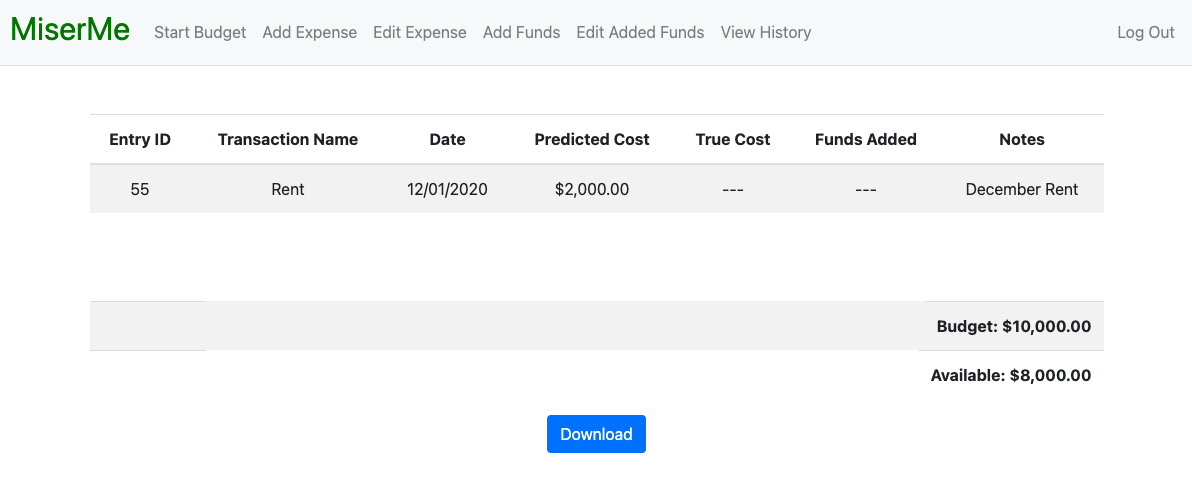 MiserMe Start Budget Add Expense Edit Expense Add Funds Edit Added Funds View History Log Out
Entry ID Transaction Name Date Predicted Cost True Cost Funds Added Notes
55 Rent 12/01/2020 $2,000.00 --- --- December Rent
Budget: $10,000.00
Available: $8,000.00
Download